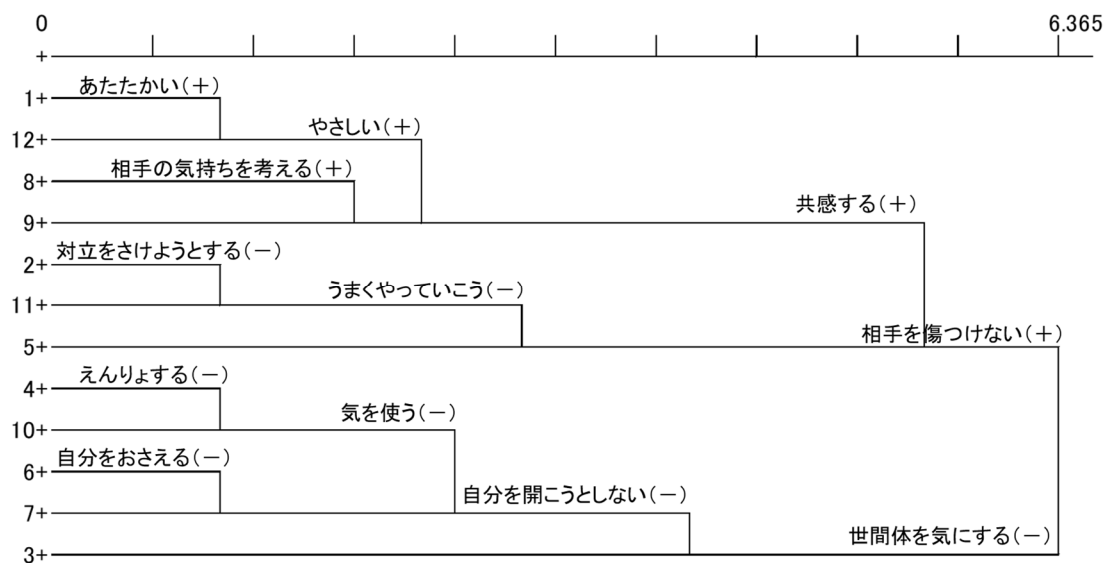 0 6.365
+
あたたかい(＋)
1+
やさしい(＋)
12+
相手の気持ちを考える(＋)
8+
共感する(＋)
9+
対立をさけようとする(－)
2+
うまくやっていこう(－)
11+
相手を傷つけない(＋)
5+
えんりょする(－)
4+
気を使う(－)
10+
自分をおさえる(－)
6+
自分を開こうとしない(－)
7+
世間体を気にする(－)
3+